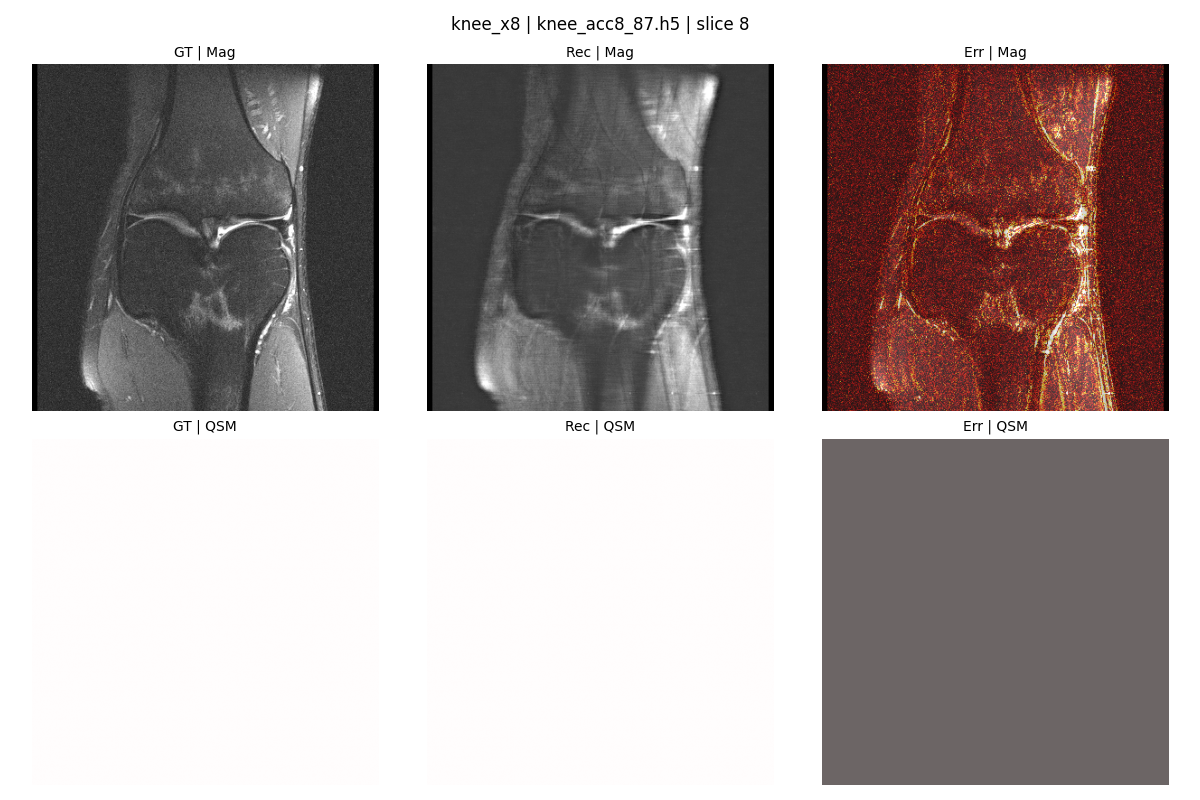 knee_x8 | knee_acc8_87.h5 | slice 8
GT | Mag
Rec | Mag
Err | Mag
GT | QSM
Rec | QSM
Err | QSM